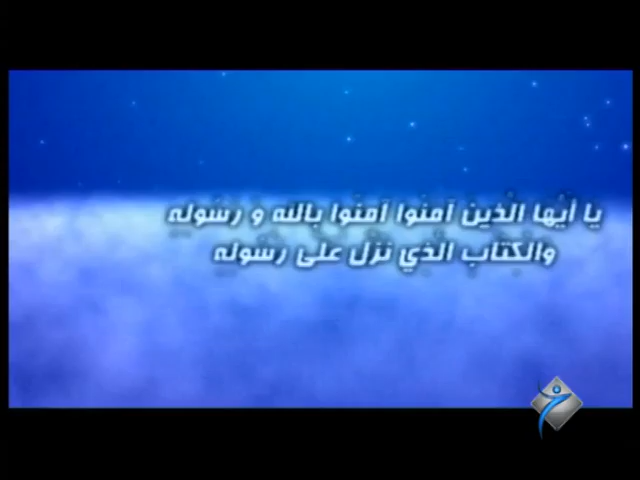 يا أيها الذين آمنوا آمنوا بالله و رسوله
والكتاب الذي نزل على رسوله